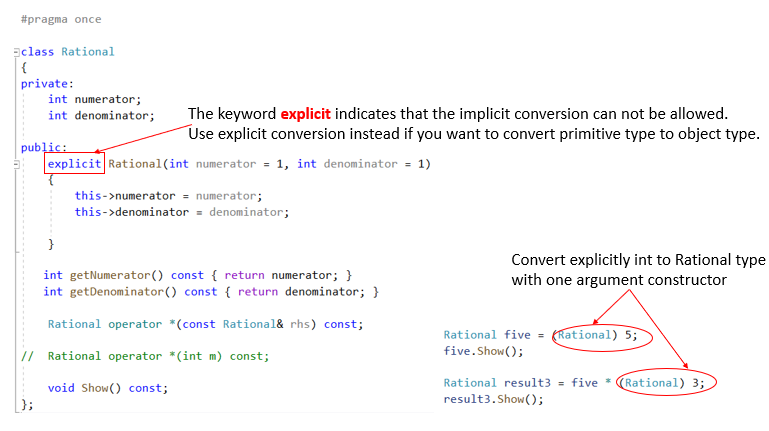 #pragma once
class Rational
{
private:
int numerator;
int denominator;
The keyword explicit indicates that the implicit conversion can not be allowed.
Use explicit conversion instead if you want to convert primitive type to object type.
public:
explicit Rational(int numerator = 1, int denominator = 1)
{
this->numerator = numerator;
this->denominator = denominator;
}
int getNumerator() const { return numerator; }
int getDenominator() const { return denominator; }
Rational operator *(const Rational& rhs) const;
// Rational operator *(int m) const;
void Show() const;
};
Convert explicitly int to Rational type
with one argument constructor
Rational five = (Rational) 5;
five.Show();
Rational result3 = five * (Rational) 3;
result3.Show();